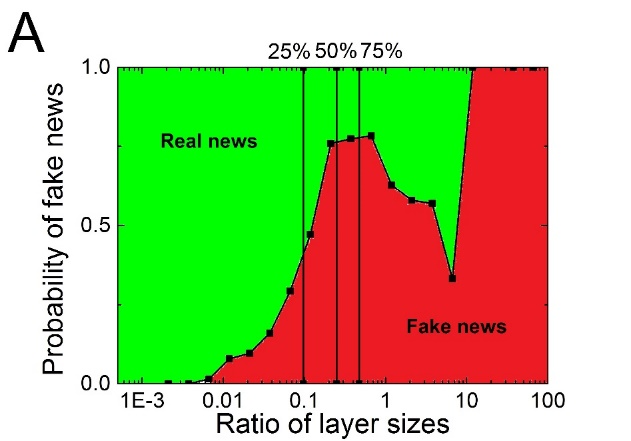 A
25% 50% 75%
1.0
0.5
0.0
Probability of fake news
Real news
Fake news
1E-3 0.01 0.1 1 10 100
Ratio of layer sizes